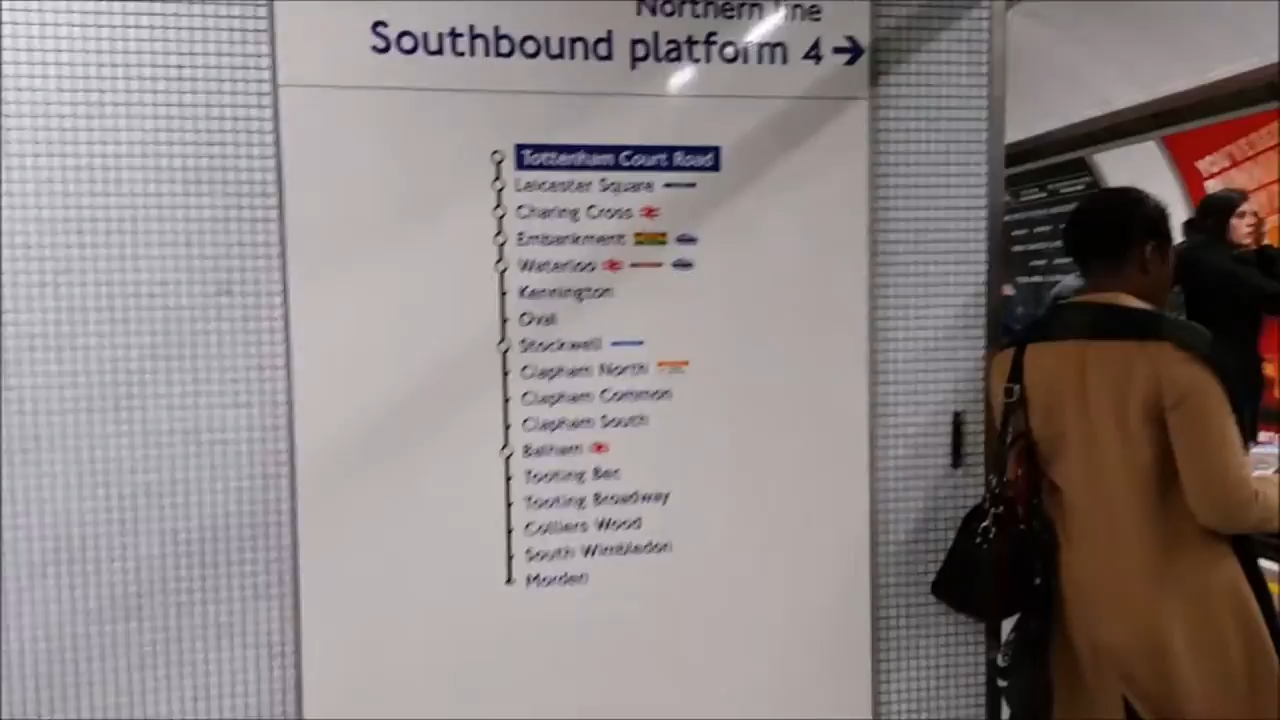 Northern line
Southbound platform 4 →
Tottenham Court Road
Leicester Square
Charing Cross
Embankment
Waterloo
Kennington
Oval
Stockwell
Clapham North
Clapham Common
Clapham South
Balham
Tooting Bec
Tooting Broadway
Colliers Wood
South Wimbledon
Morden